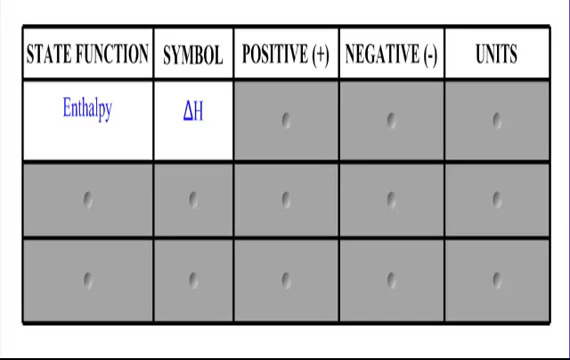 STATE FUNCTION SYMBOL POSITIVE (+) NEGATIVE (-) UNITS
Enthalpy ΔH